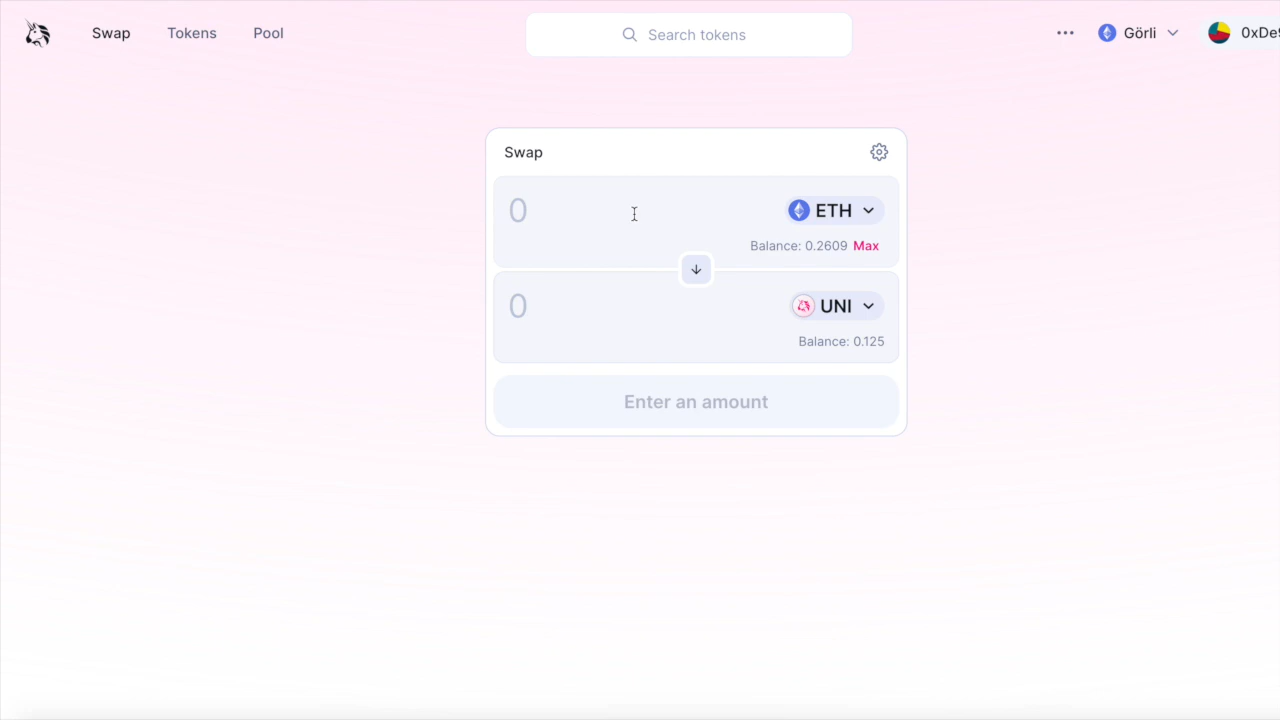 Swap Tokens Pool Search tokens ... Görli 0xDe9
Swap
0 ETH
Balance: 0.2609 Max
0 UNI
Balance: 0.125
Enter an amount